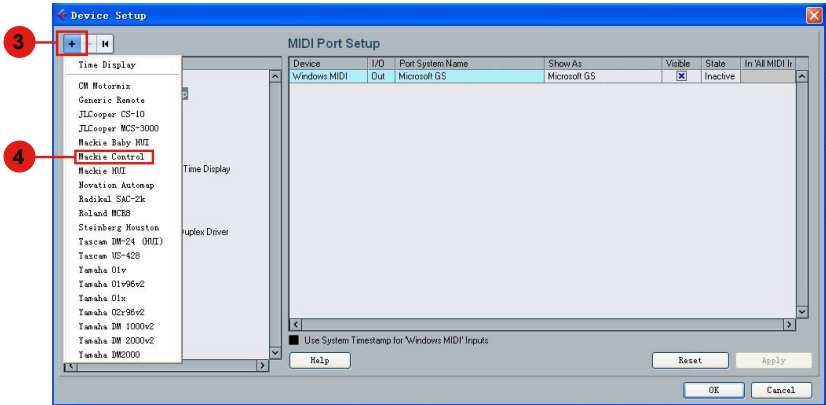 Device Setup
3
+ -
MIDI Port Setup
Time Display
CM Motormix
Generic Remote
JLCooper CS-10
JLCooper MCS-3000
Mackie Baby HUI
4
Mackie Control
Mackie HUI
Novation Automap
Radikal SAC-2k
Roland MCR8
Steinberg Houston
Tascam DM-24 (HUI)
Tascam US-428
Yamaha 01v
Yamaha 01v96v2
Yamaha 01x
Yamaha 02r96v2
Yamaha DM 1000v2
Yamaha DM 2000v2
Yamaha DM2000
Time Display
uplex Driver
Device I/O Port System Name Show As Visible State In 'All MIDI Ir
Windows MIDI Out Microsoft GS Microsoft GS Inactive
Use System Timestamp for 'Windows MIDI' Inputs
Help Reset Apply
OK Cancel